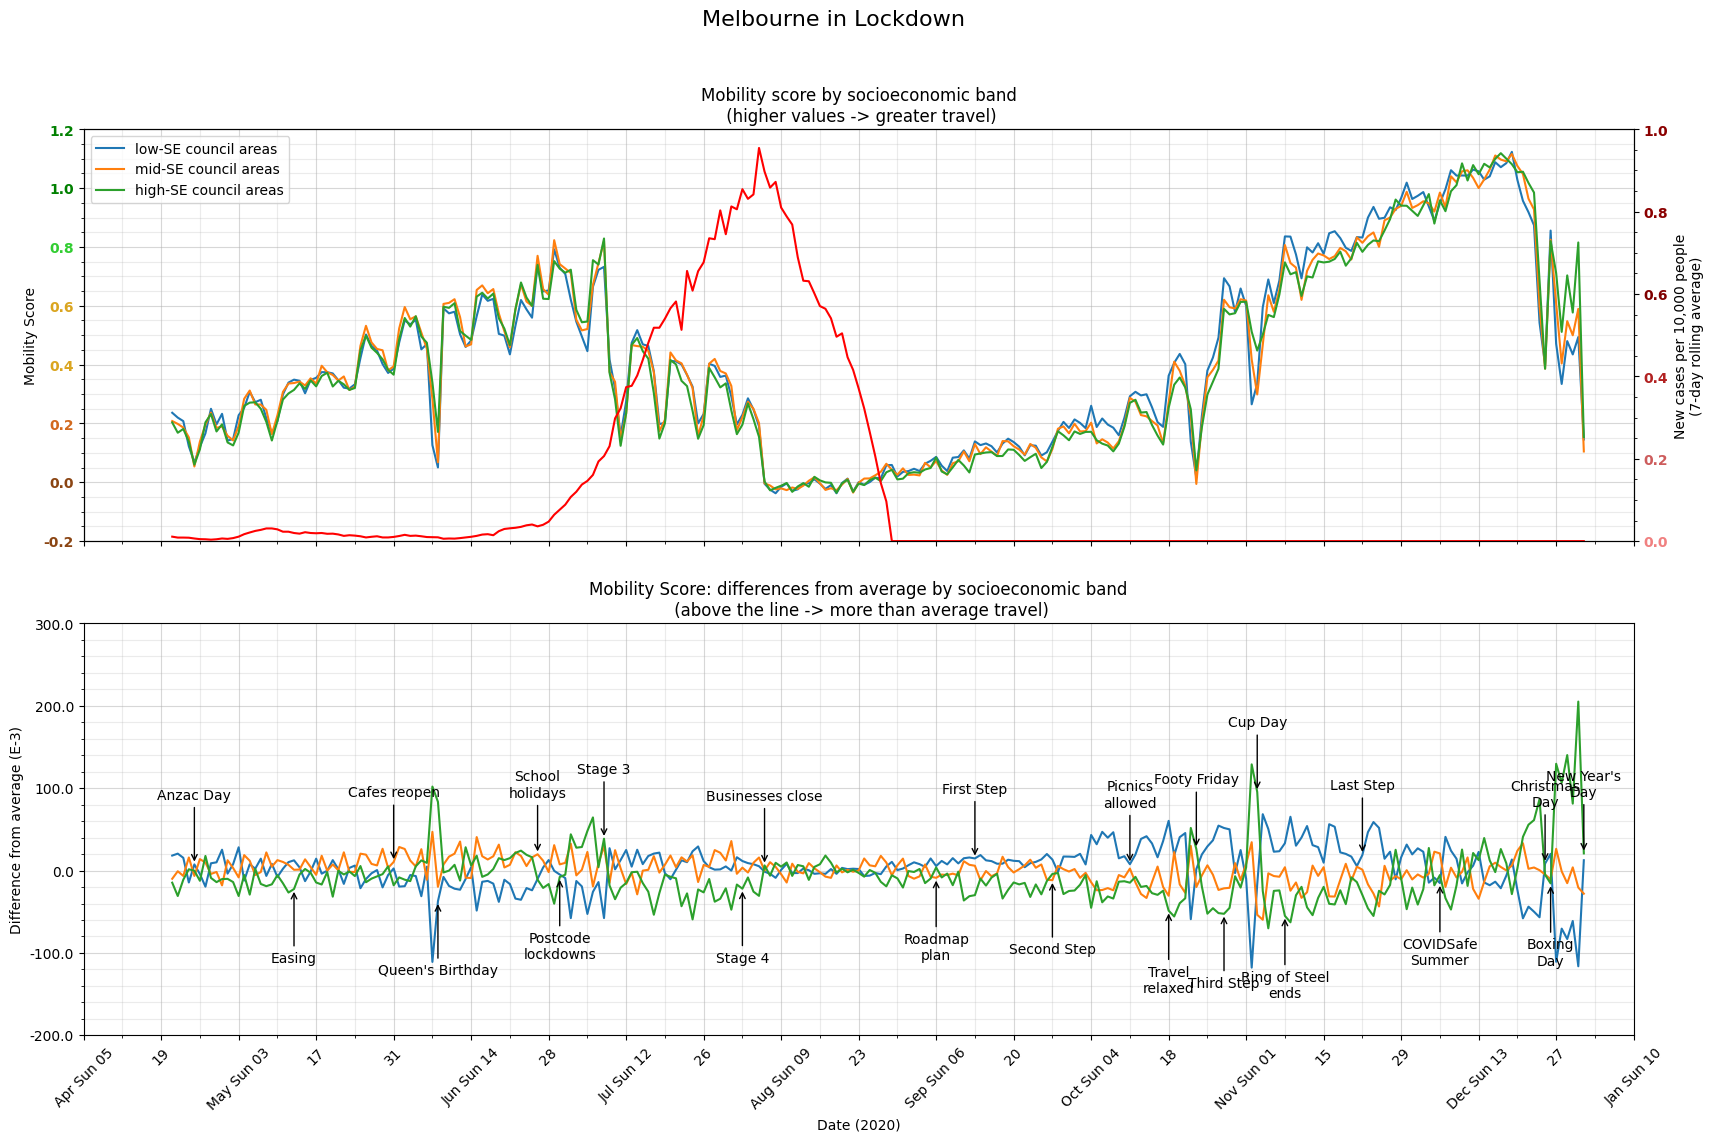 Melbourne in Lockdown
Mobility score by socioeconomic band
(higher values -> greater travel)
low-SE council areas
mid-SE council areas
high-SE council areas
1.2
1.0
0.8
0.6
0.4
0.2
0.0
-0.2
Mobility Score
1.0
0.8
0.6
0.4
0.2
0.0
New cases per 10,000 people
(7-day rolling average)
Mobility Score: differences from average by socioeconomic band
(above the line -> more than average travel)
300.0
200.0
100.0
0.0
-100.0
-200.0
Difference from average (E-3)
Anzac Day
Easing
Cafes reopen
Queen's Birthday
School
holidays
Postcode
lockdowns
Stage 3
Stage 4
Businesses close
Roadmap
plan
First Step
Second Step
Picnics
allowed
Travel
relaxed
Footy Friday
Third Step
Cup Day
Ring of Steel
ends
Last Step
COVIDSafe
Summer
Christmas
Day
Boxing
Day
New Year's
Day
Apr Sun 05
19
May Sun 03
17
31
Jun Sun 14
28
Jul Sun 12
26
Aug Sun 09
23
Sep Sun 06
20
Oct Sun 04
18
Nov Sun 01
15
29
Dec Sun 13
27
Jan Sun 10
Date (2020)